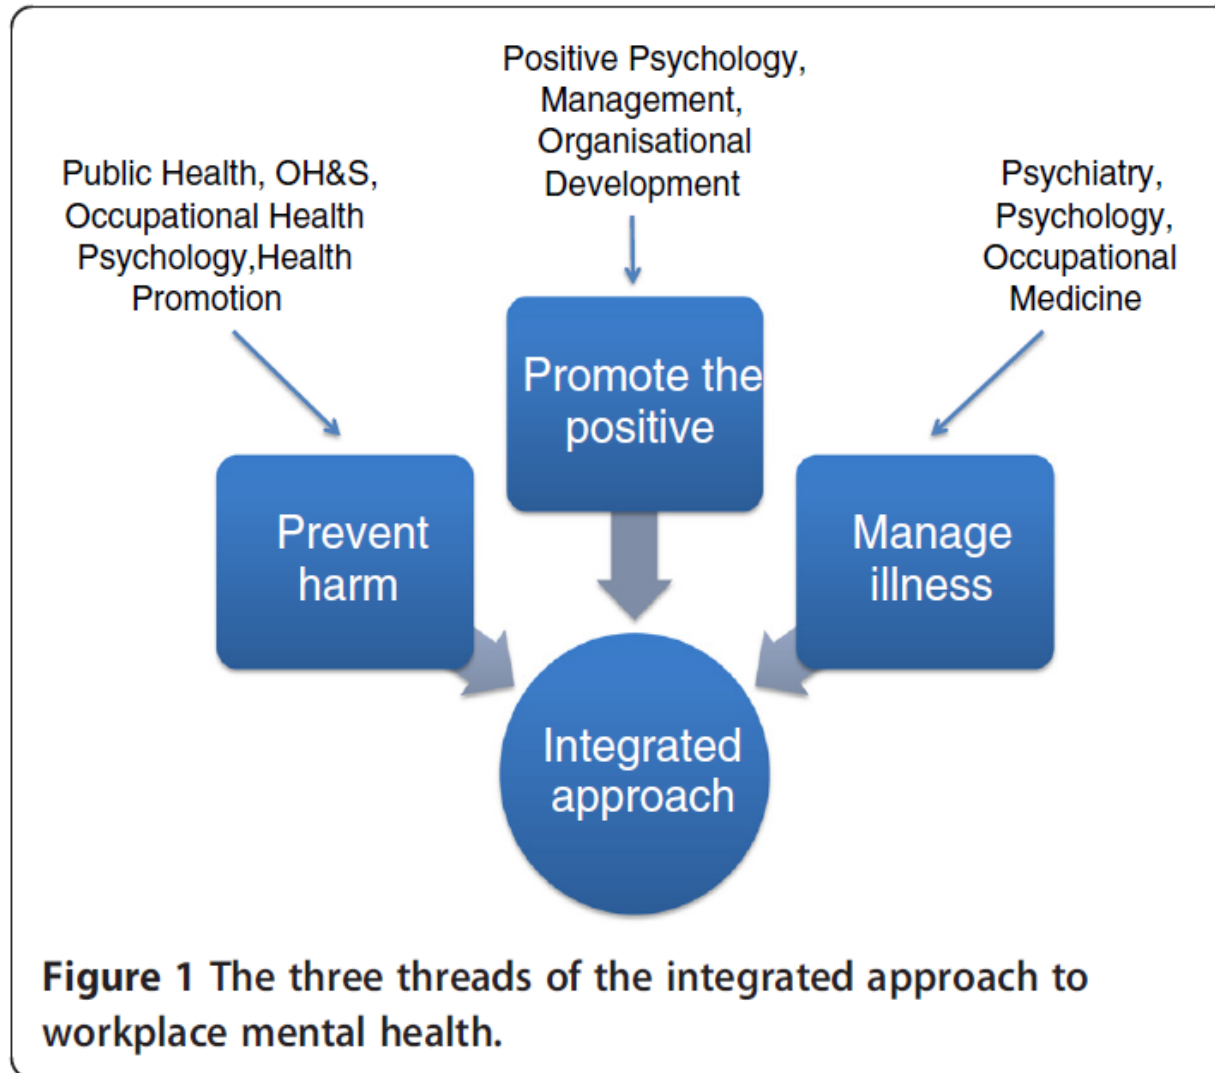 Positive Psychology,
Management,
Organisational
Development
Public Health, OH&S,
Occupational Health
Psychology,Health
Promotion
Psychiatry,
Psychology,
Occupational
Medicine
Promote the
positive
Prevent
harm
Manage
illness
Integrated
approach
Figure 1 The three threads of the integrated approach to
workplace mental health.